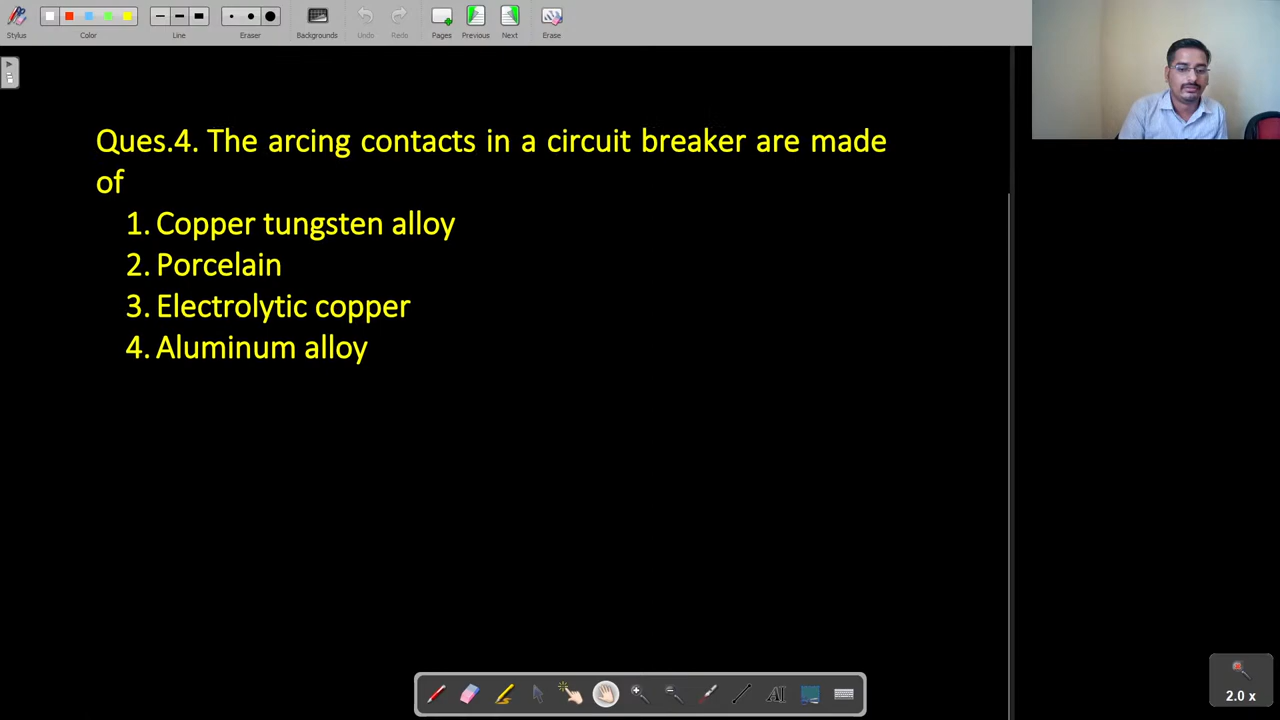 Stylus
Color
Line
Eraser
Backgrounds
Undo
Redo
Pages
Previous
Next
Erase
Ques.4. The arcing contacts in a circuit breaker are made
of
1. Copper tungsten alloy
2. Porcelain
3. Electrolytic copper
4. Aluminum alloy
AI
2.0 x